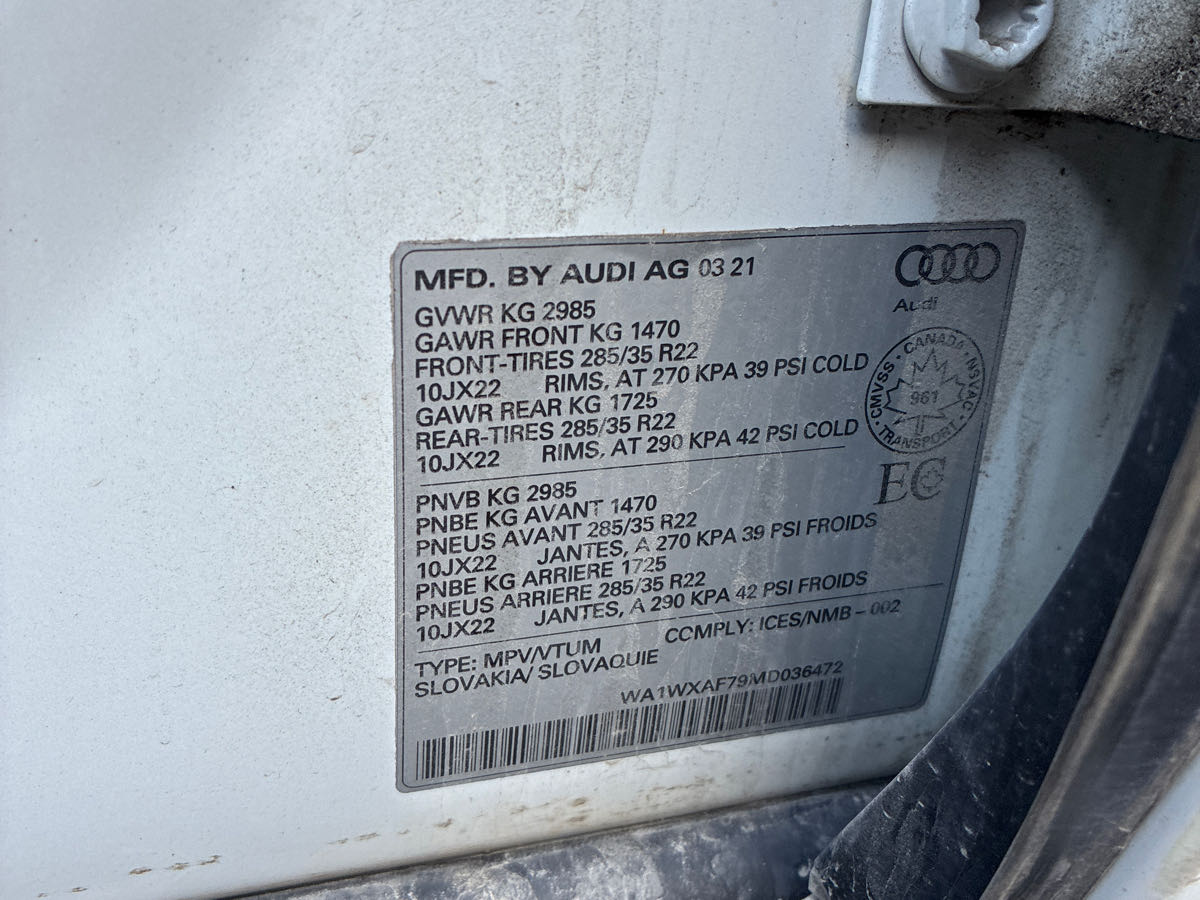 MFD. BY AUDI AG 03 21
Audi
GVWR KG 2985
GAWR FRONT KG 1470
FRONT-TIRES 285/35 R22
10JX22 RIMS, AT 270 KPA 39 PSI COLD
GAWR REAR KG 1725
REAR-TIRES 285/35 R22
10JX22 RIMS, AT 290 KPA 42 PSI COLD
CMVSS · CANADA · NSVAC · TRANSPORT ·
961
EC
PNVB KG 2985
PNBE KG AVANT 1470
PNEUS AVANT 285/35 R22
10JX22 JANTES, A 270 KPA 39 PSI FROIDS
PNBE KG ARRIERE 1725
PNEUS ARRIERE 285/35 R22
10JX22 JANTES, A 290 KPA 42 PSI FROIDS
TYPE: MPV/VTUM COMPLY: ICES/NMB - 002
SLOVAKIA/ SLOVAQUIE
WA1WXAF79MD036472